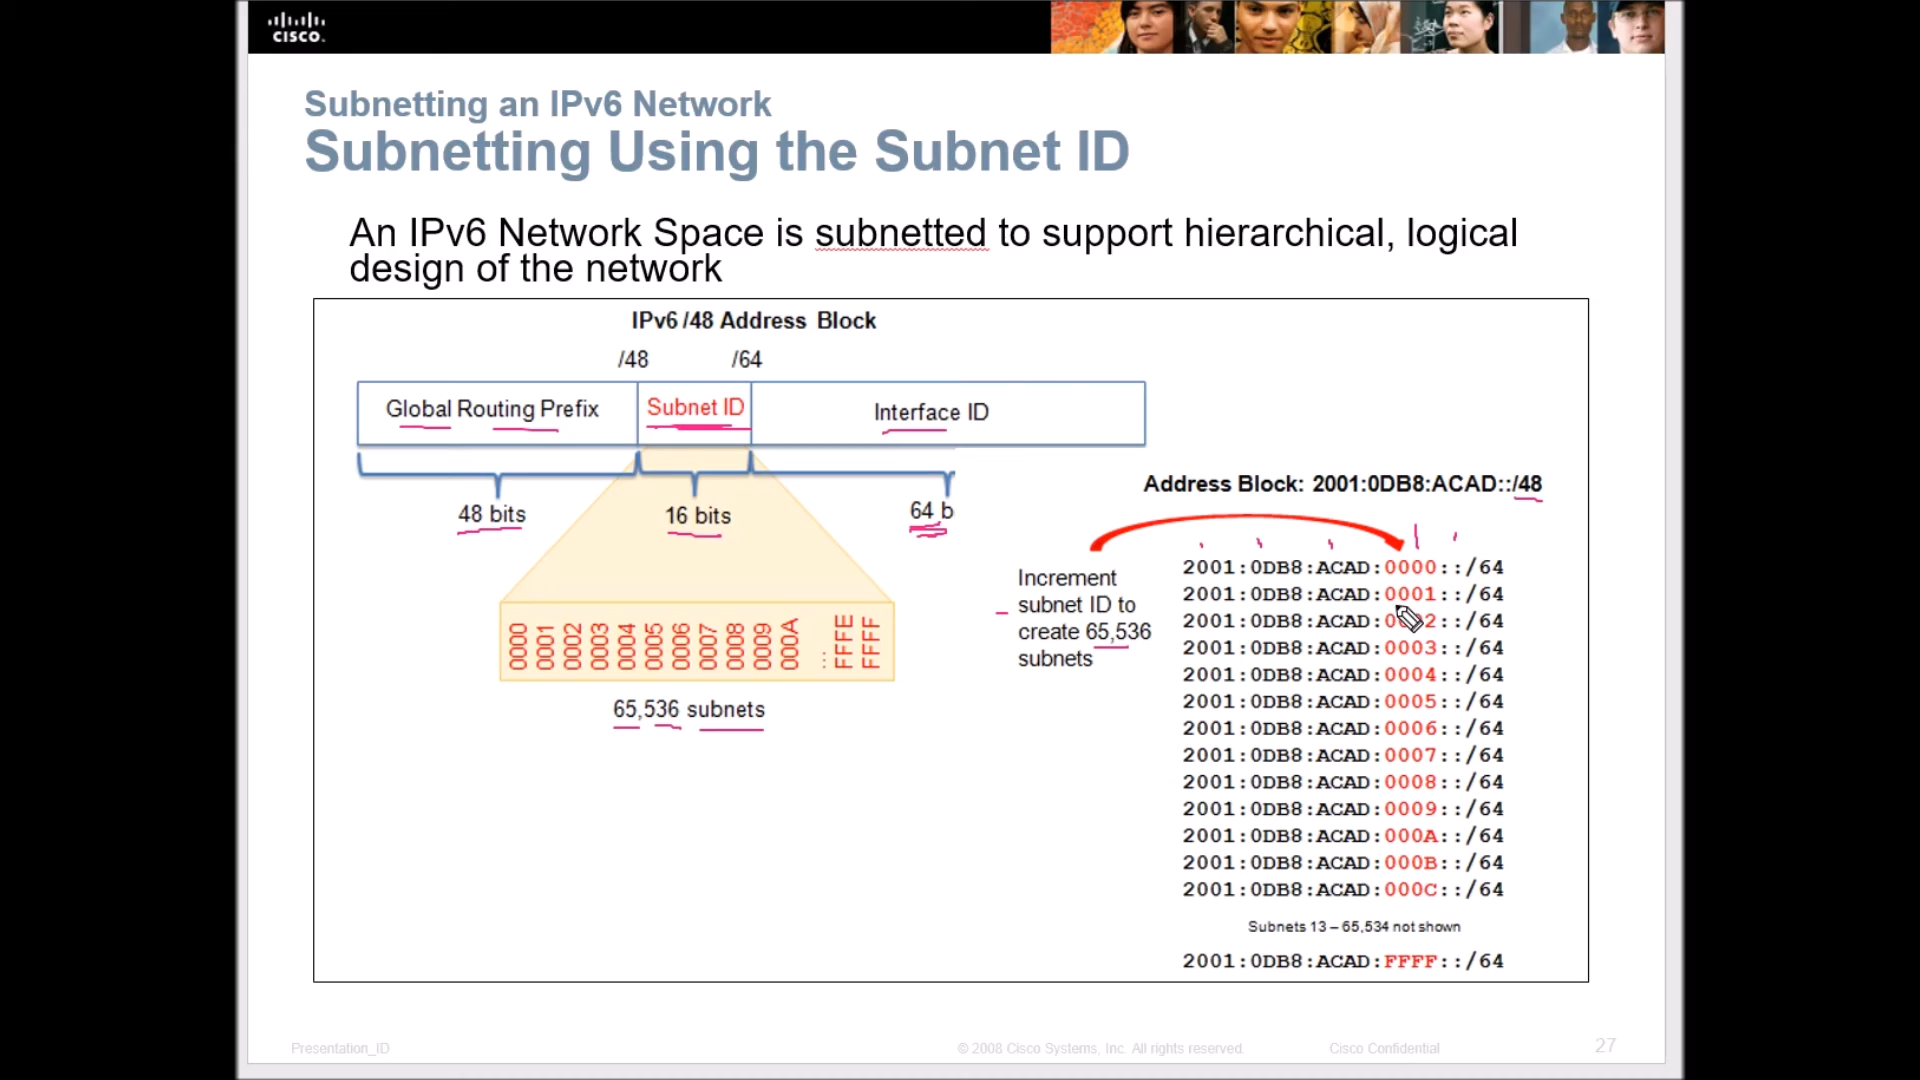 CISCO.
Subnetting an IPv6 Network
Subnetting Using the Subnet ID
An IPv6 Network Space is subnetted to support hierarchical, logical
design of the network
IPv6 /48 Address Block
/48 /64
Global Routing Prefix Subnet ID Interface ID
48 bits 16 bits 64 b
0000 0001 0002 0003 0004 0005 0006 0007 0008 0009 000A ... FFFE FFFF
65,536 subnets
Address Block: 2001:0DB8:ACAD::/48
Increment
subnet ID to
create 65,536
subnets
2001:0DB8:ACAD:0000::/64
2001:0DB8:ACAD:0001::/64
2001:0DB8:ACAD:0002::/64
2001:0DB8:ACAD:0003::/64
2001:0DB8:ACAD:0004::/64
2001:0DB8:ACAD:0005::/64
2001:0DB8:ACAD:0006::/64
2001:0DB8:ACAD:0007::/64
2001:0DB8:ACAD:0008::/64
2001:0DB8:ACAD:0009::/64
2001:0DB8:ACAD:000A::/64
2001:0DB8:ACAD:000B::/64
2001:0DB8:ACAD:000C::/64
Subnets 13 – 65,534 not shown
2001:0DB8:ACAD:FFFF::/64
Presentation_ID © 2008 Cisco Systems, Inc. All rights reserved. Cisco Confidential 27